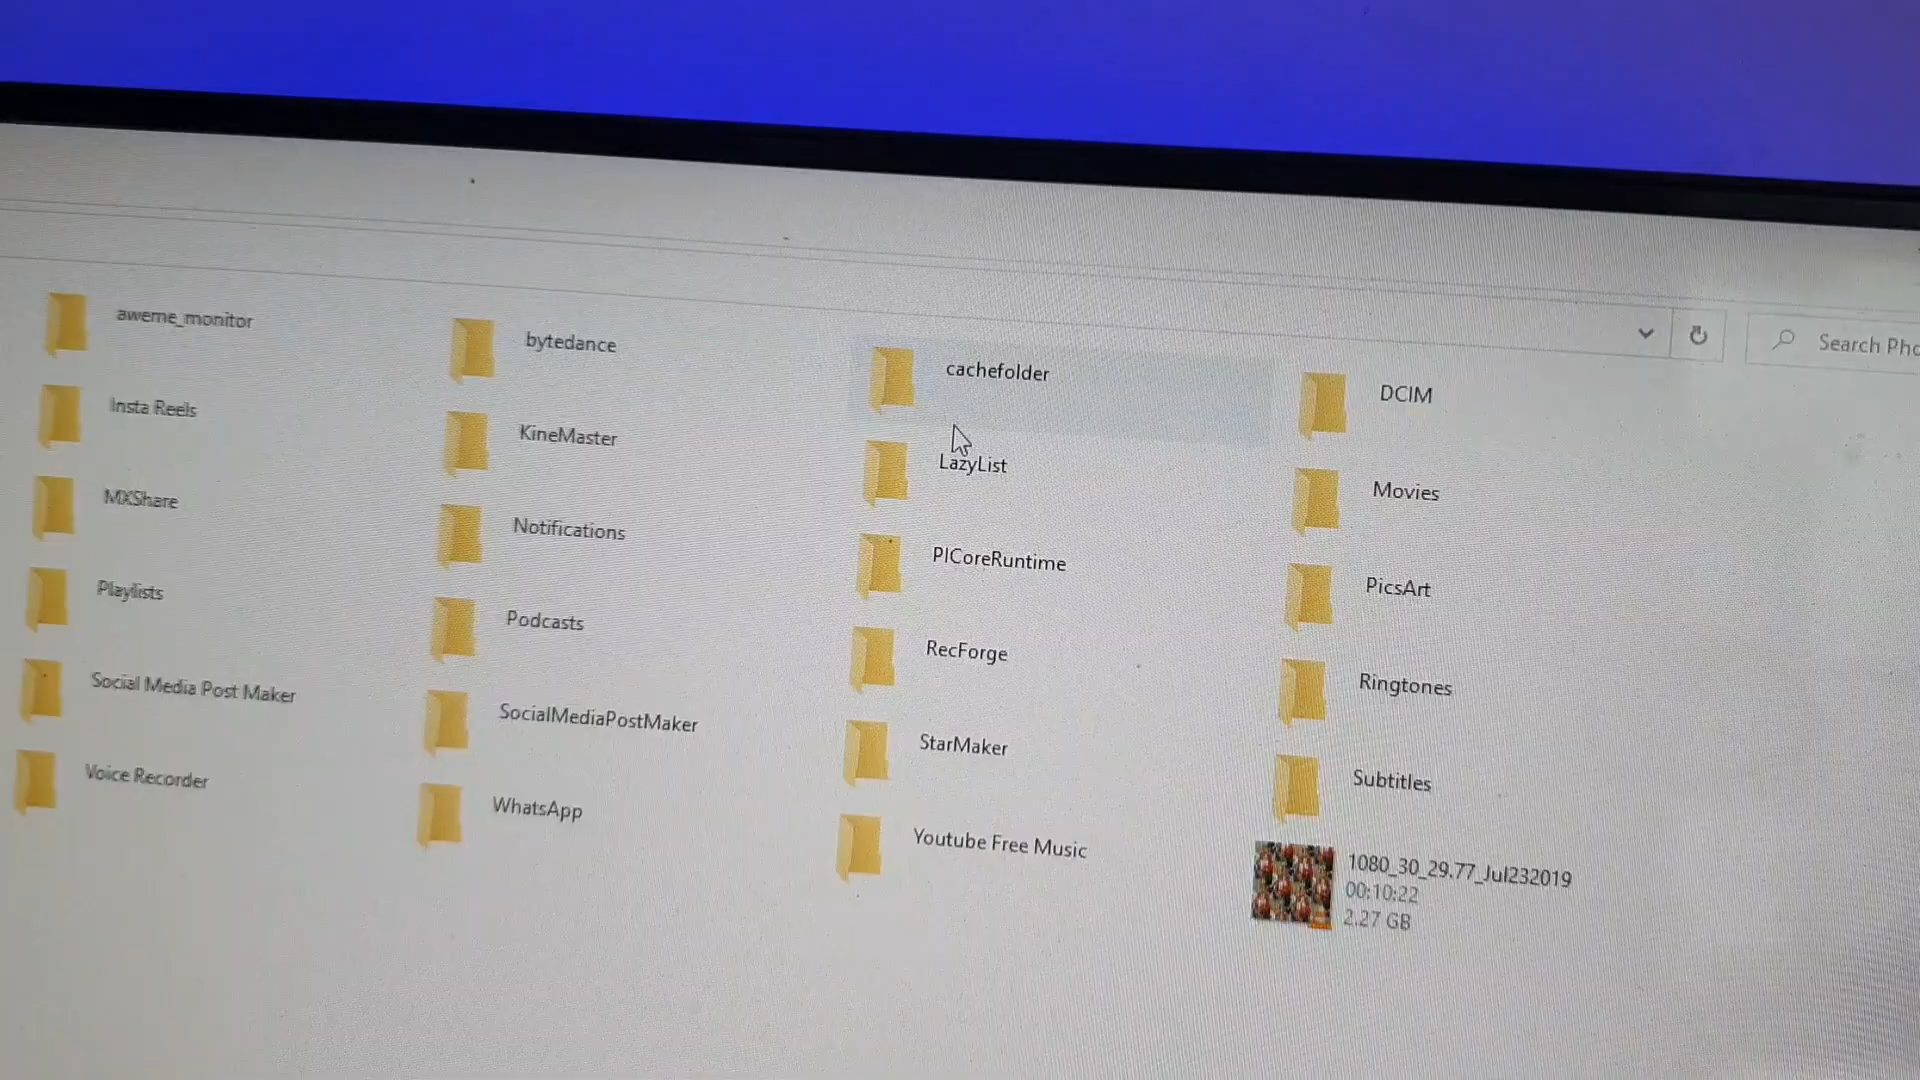 Search Pho
aweme_monitor
bytedance
cachefolder
DCIM
Insta Reels
KineMaster
LazyList
Movies
MXShare
Notifications
PlCoreRuntime
PicsArt
Playlists
Podcasts
RecForge
Ringtones
Social Media Post Maker
SocialMediaPostMaker
StarMaker
Subtitles
Voice Recorder
WhatsApp
Youtube Free Music
1080_30_29.77_Jul232019
00:10:22
2.27 GB